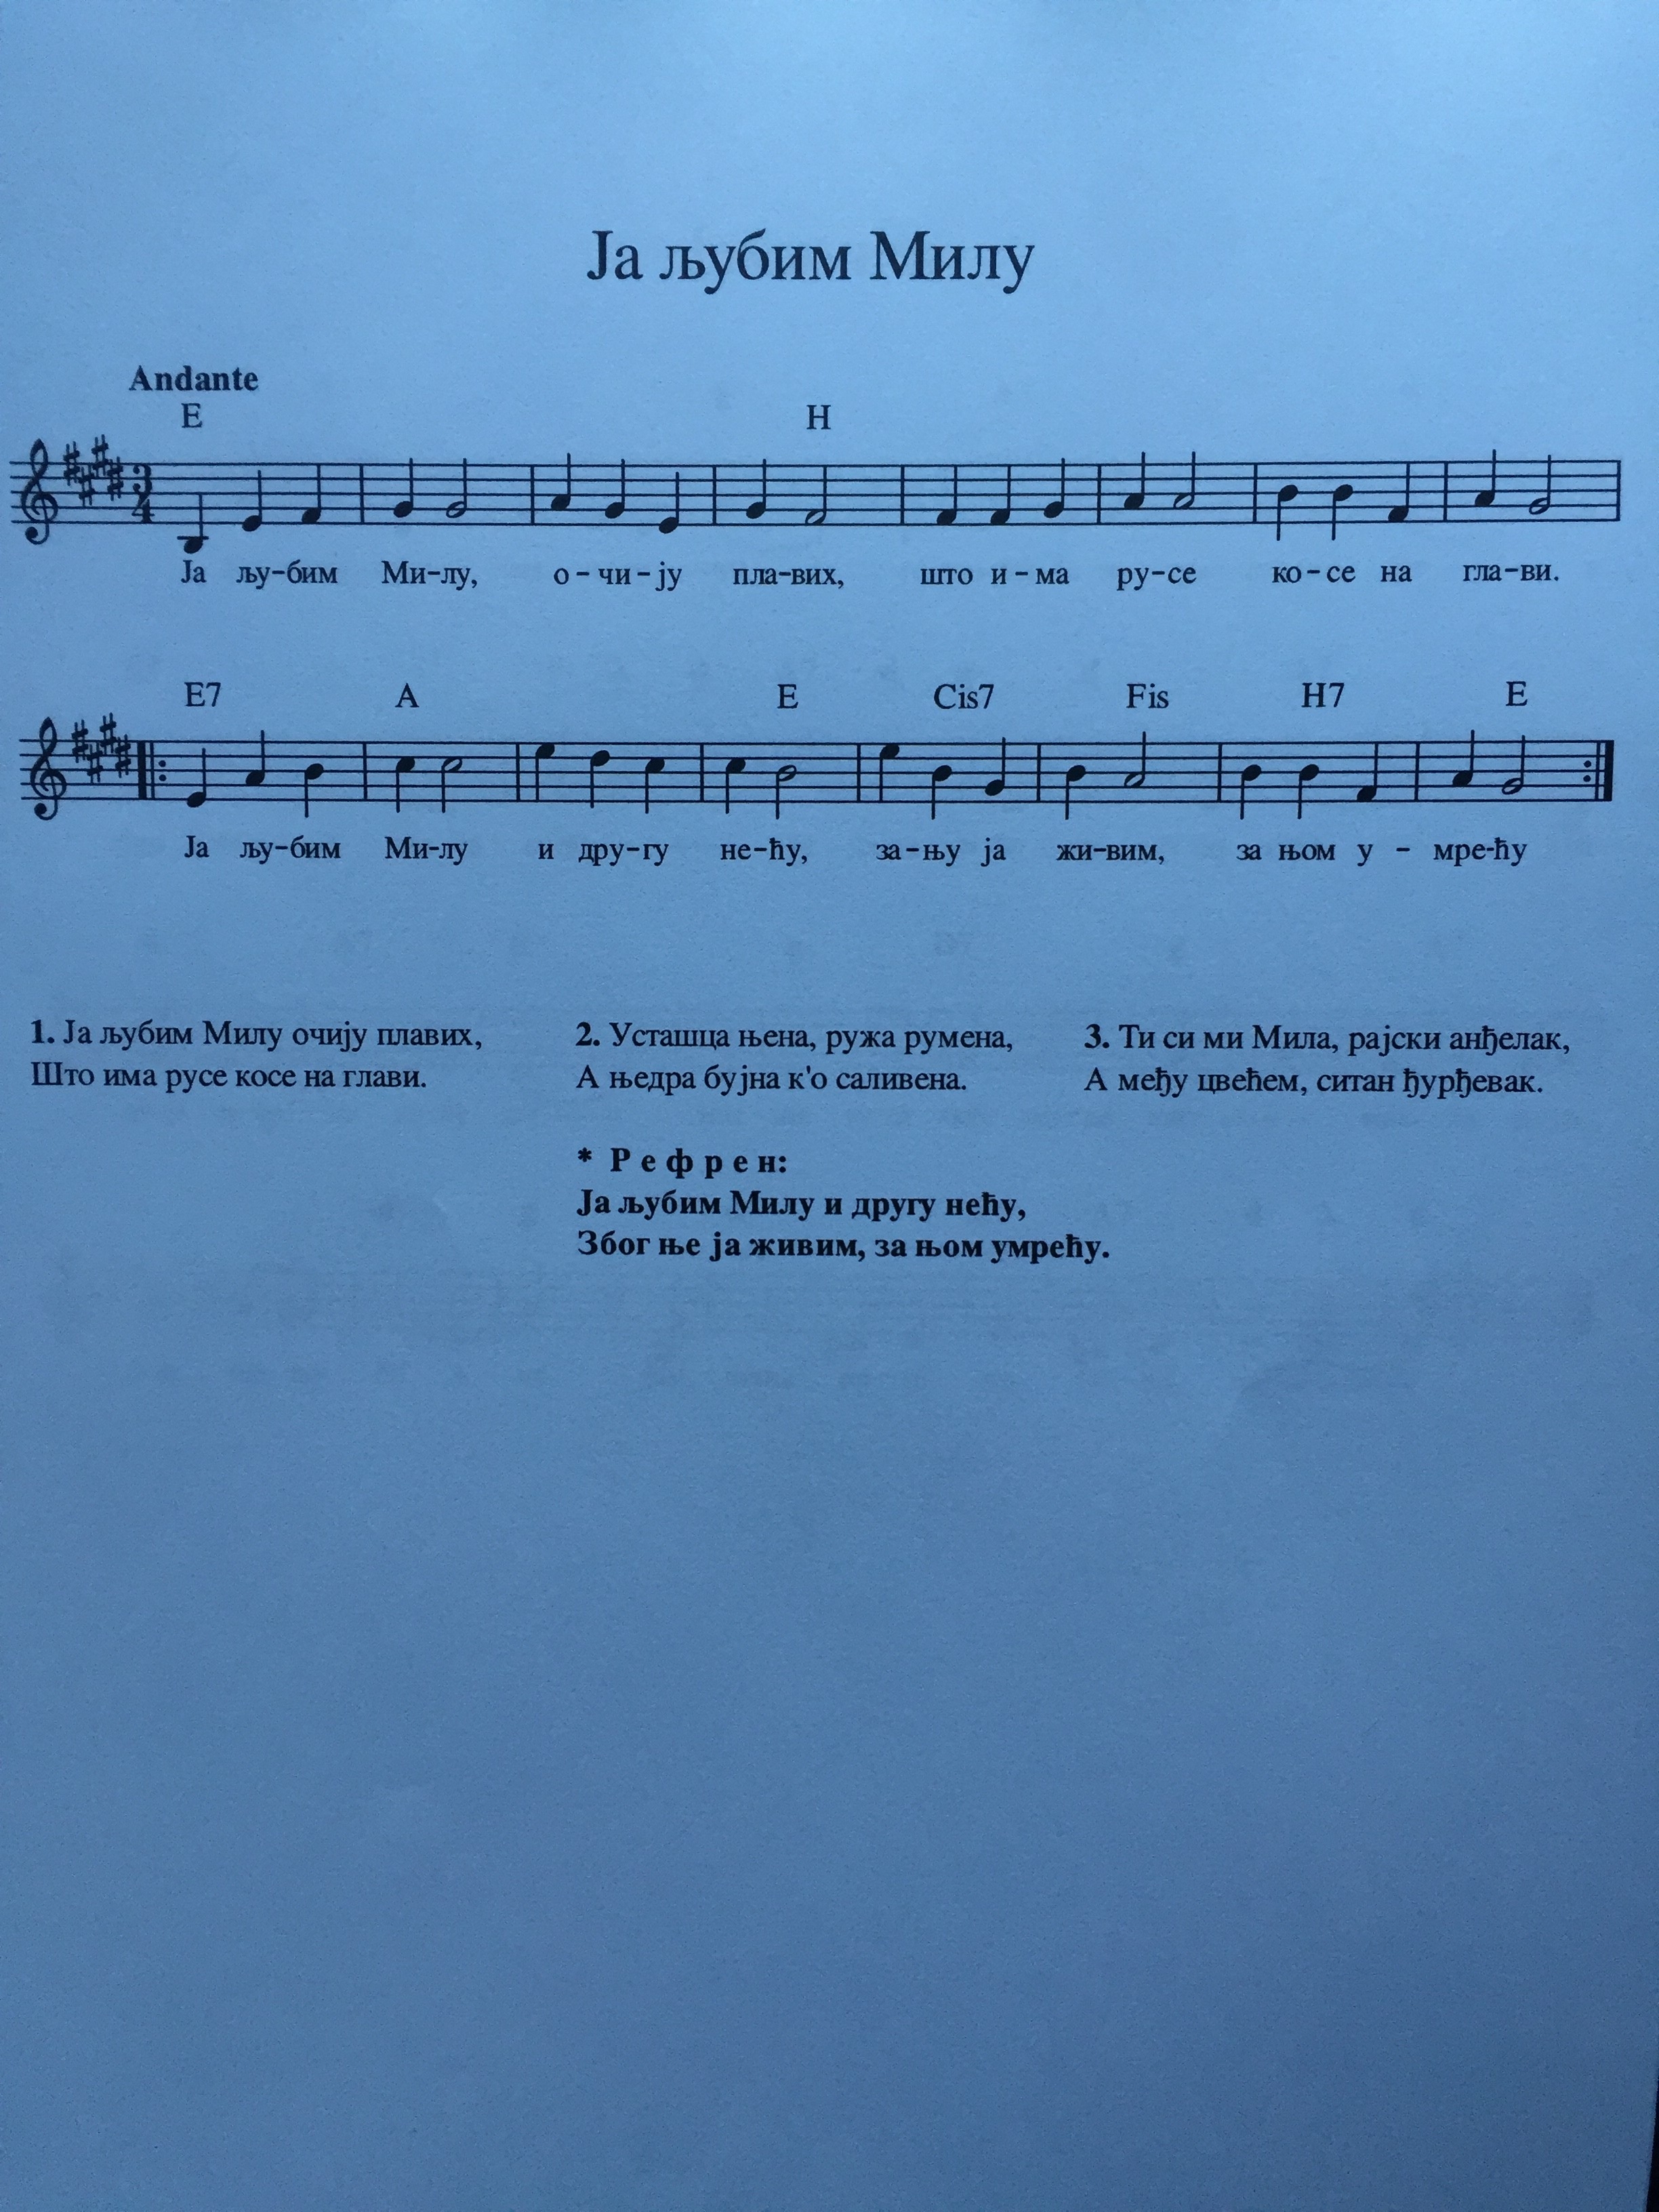 Ја љубим Милу
Andante
E H
Ја љу-бим Ми-лу, о-чи-ју пла-вих, што и-ма ру-се ко-се на гла-ви.
E7 A E Cis7 Fis H7 E
Ја љу-бим Ми-лу и дру-гу не-ћу, за-њу ја жи-вим, за њом у - мре-ћу
1. Ја љубим Милу очију плавих,
Што има русе косе на глави.
2. Усташца њена, ружа румена,
А њедра бујна к'о саливена.
3. Ти си ми Мила, рајски анђелак,
А међу цвећем, ситан ђурђевак.
* Р е ф р е н:
Ја љубим Милу и другу нећу,
Због ње ја живим, за њом умрећу.